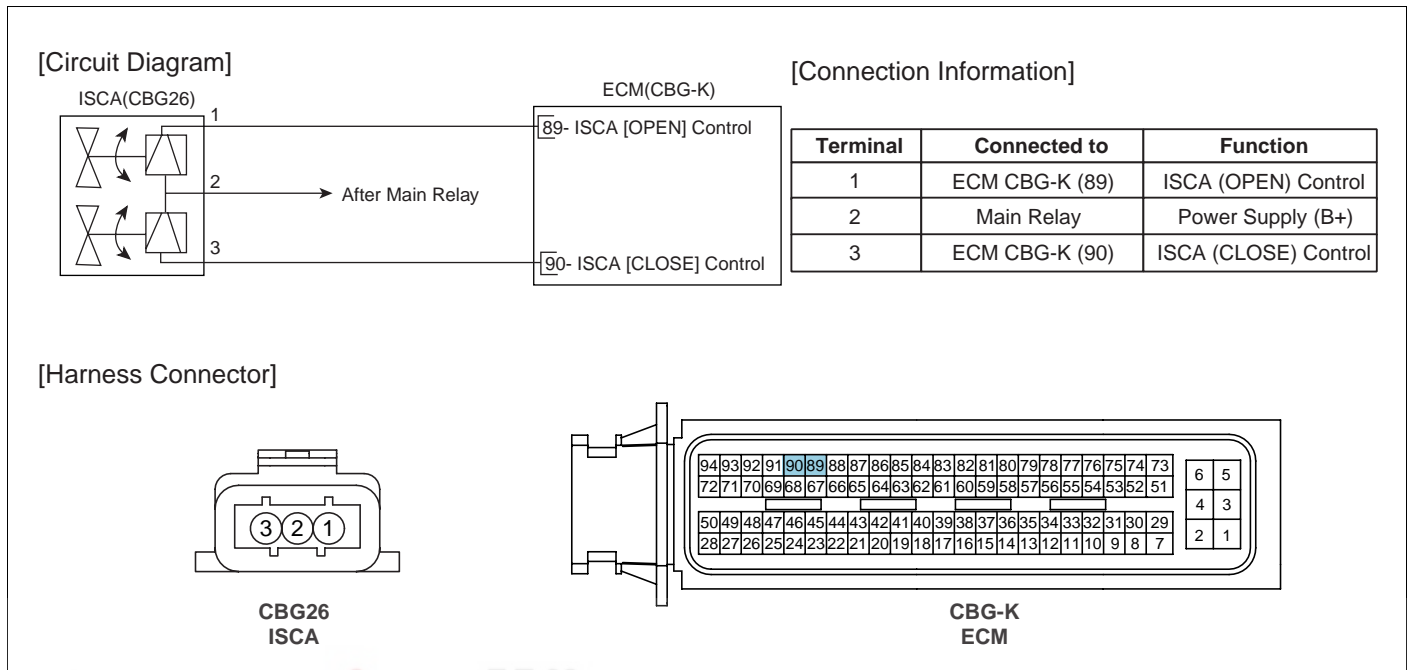 [Circuit Diagram]
ISCA(CBG26)
ECM(CBG-K)
1
89- ISCA [OPEN] Control
2
After Main Relay
3
90- ISCA [CLOSE] Control
[Connection Information]
Terminal Connected to Function
1 ECM CBG-K (89) ISCA (OPEN) Control
2 Main Relay Power Supply (B+)
3 ECM CBG-K (90) ISCA (CLOSE) Control
[Harness Connector]
3 2 1
CBG26
ISCA
94 93 92 91 90 89 88 87 86 85 84 83 82 81 80 79 78 77 76 75 74 73
72 71 70 69 68 67 66 65 64 63 62 61 60 59 58 57 56 55 54 53 52 51
50 49 48 47 46 45 44 43 42 41 40 39 38 37 36 35 34 33 32 31 30 29
28 27 26 25 24 23 22 21 20 19 18 17 16 15 14 13 12 11 10 9 8 7
6 5
4 3
2 1
CBG-K
ECM